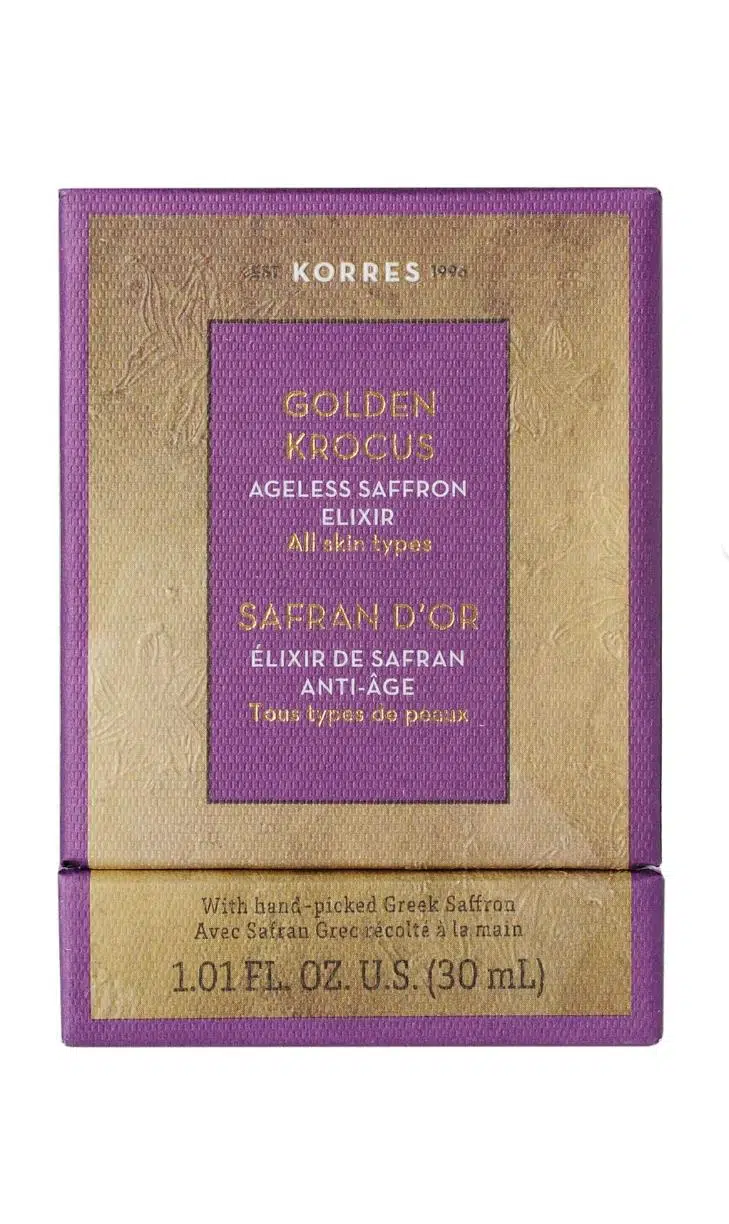 EST. KORRES 1996
GOLDEN
KROCUS
AGELESS SAFFRON
ELIXIR
All skin types
SAFRAN D'OR
ÉLIXIR DE SAFRAN
ANTI-ÂGE
Tous types de peaux
With hand-picked Greek Saffron
Avec Safran Grec récolté à la main
1.01 FL. OZ. U.S. (30 mL)